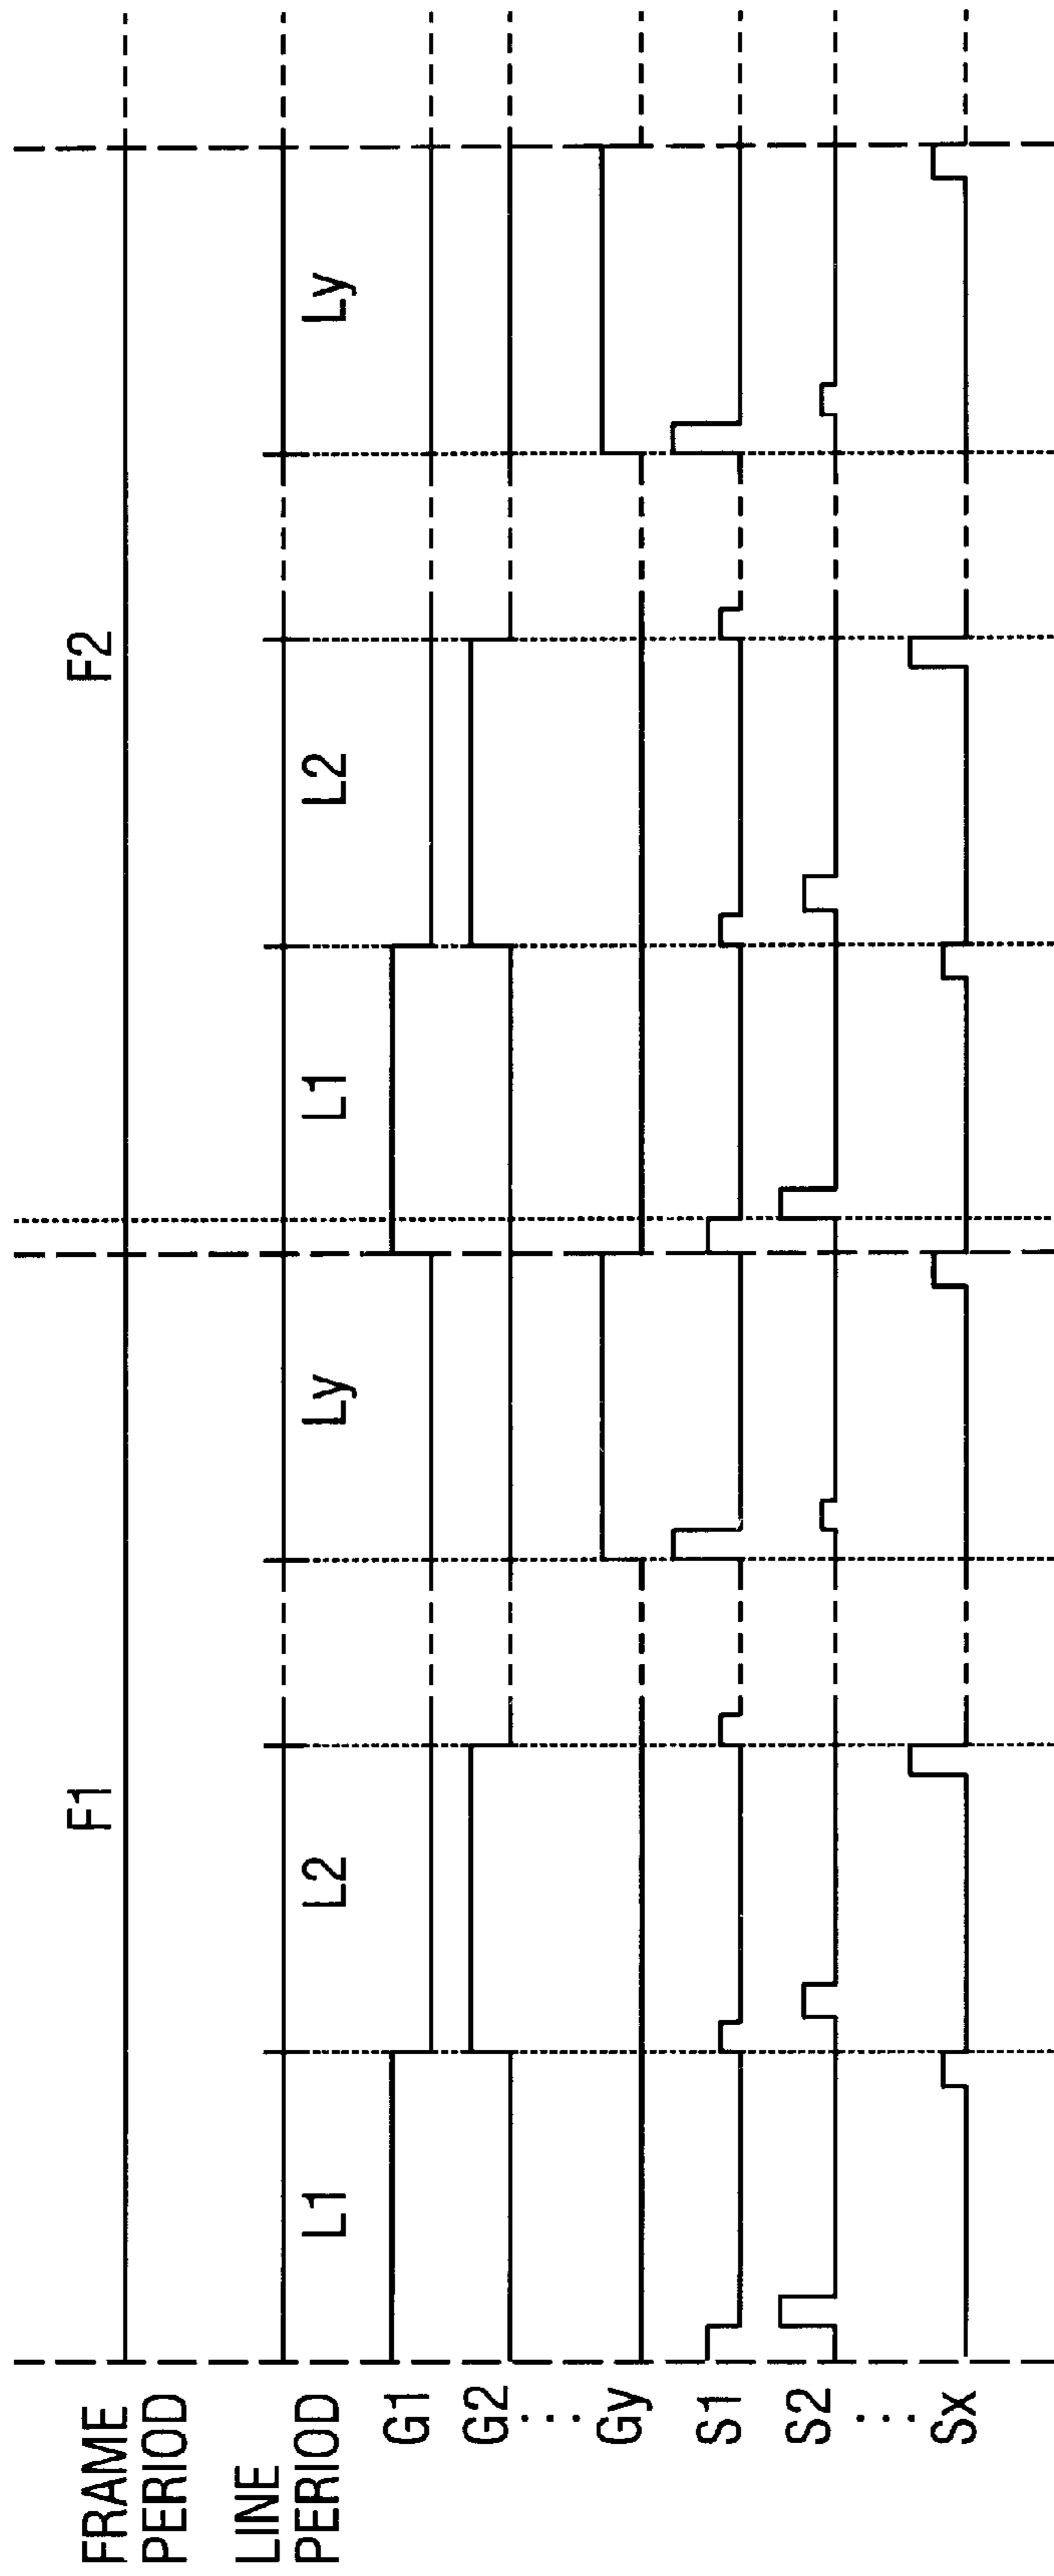 FRAME
PERIOD
F1
F2
LINE
PERIOD
L1
L2
Ly
L1
L2
Ly
G1
G2
⋮
Gy
S1
S2
⋮
Sx